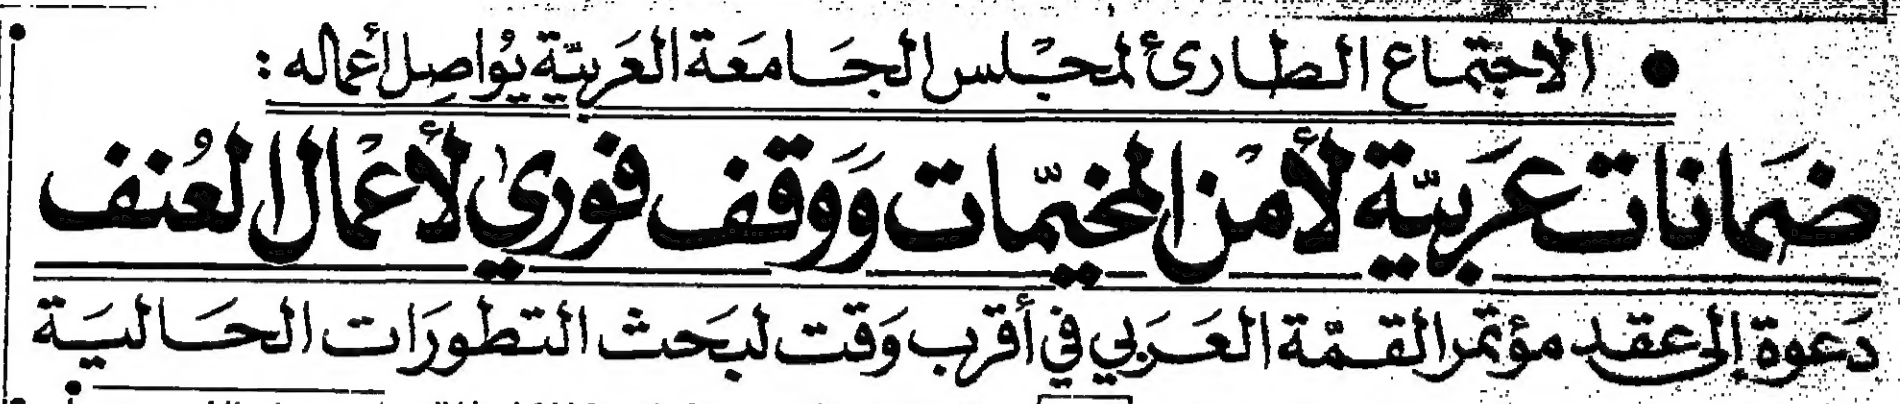 ● الاجتماع الطارئ لمجلس الجامعة العربية يواصل أعماله :
ضمانات عربية لأمن المخيمات ووقف فوري لأعمال العنف
دعوة إلى عقد مؤتمر القمة العربي في أقرب وقت لبحث التطورات الحالية